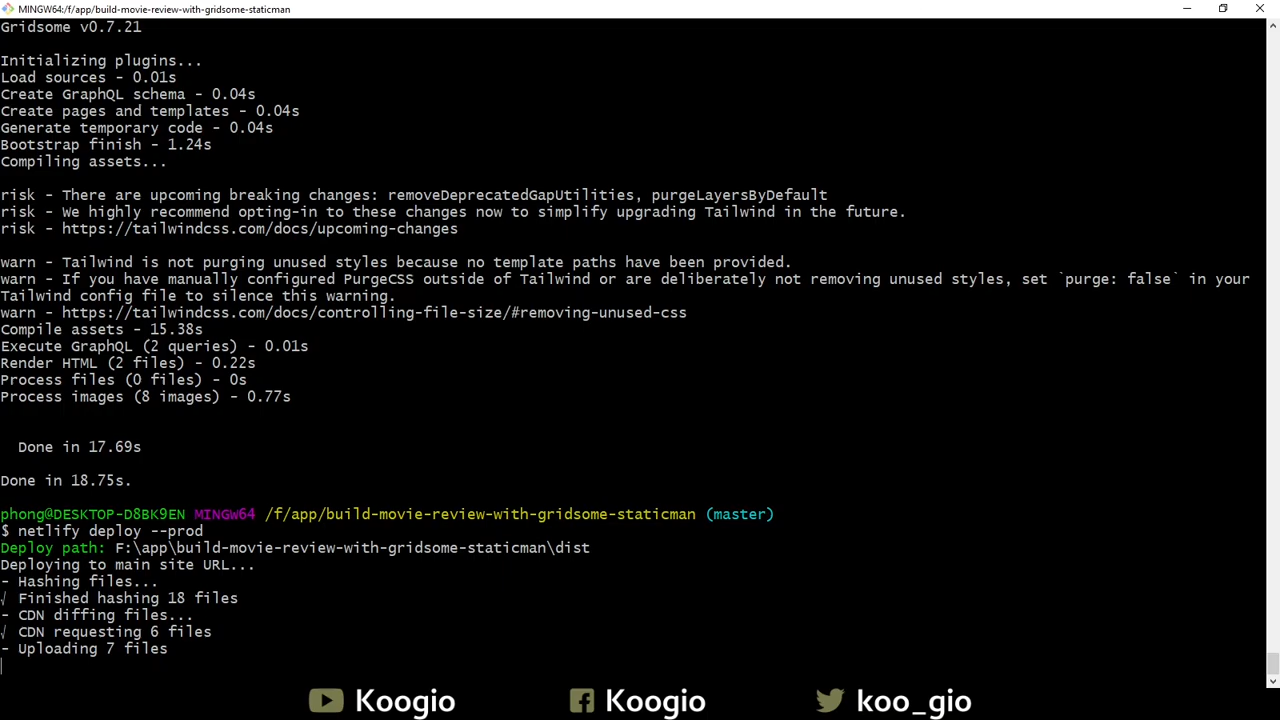 MINGW64:/f/app/build-movie-review-with-gridsome-staticman
Gridsome v0.7.21
Initializing plugins...
Load sources - 0.01s
Create GraphQL schema - 0.04s
Create pages and templates - 0.04s
Generate temporary code - 0.04s
Bootstrap finish - 1.24s
Compiling assets...
risk - There are upcoming breaking changes: removeDeprecatedGapUtilities, purgeLayersByDefault
risk - We highly recommend opting-in to these changes now to simplify upgrading Tailwind in the future.
risk - https://tailwindcss.com/docs/upcoming-changes
warn - Tailwind is not purging unused styles because no template paths have been provided.
warn - If you have manually configured PurgeCSS outside of Tailwind or are deliberately not removing unused styles, set `purge: false` in your
Tailwind config file to silence this warning.
warn - https://tailwindcss.com/docs/controlling-file-size/#removing-unused-css
Compile assets - 15.38s
Execute GraphQL (2 queries) - 0.01s
Render HTML (2 files) - 0.22s
Process files (0 files) - 0s
Process images (8 images) - 0.77s
Done in 17.69s
Done in 18.75s.
phong@DESKTOP-D8BK9EN MINGW64 /f/app/build-movie-review-with-gridsome-staticman (master)
$ netlify deploy --prod
Deploy path: F:\app\build-movie-review-with-gridsome-staticman\dist
Deploying to main site URL...
- Hashing files...
√ Finished hashing 18 files
- CDN diffing files...
√ CDN requesting 6 files
- Uploading 7 files
Koogio Koogio koo_gio